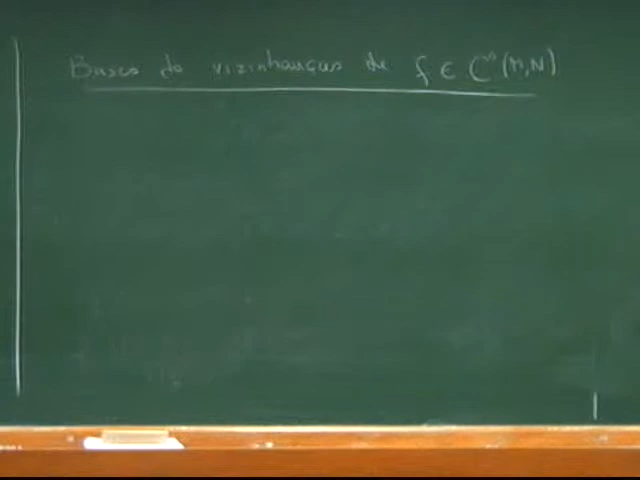 Bases de vizinhanças de f ∈ C^∞(M,N)